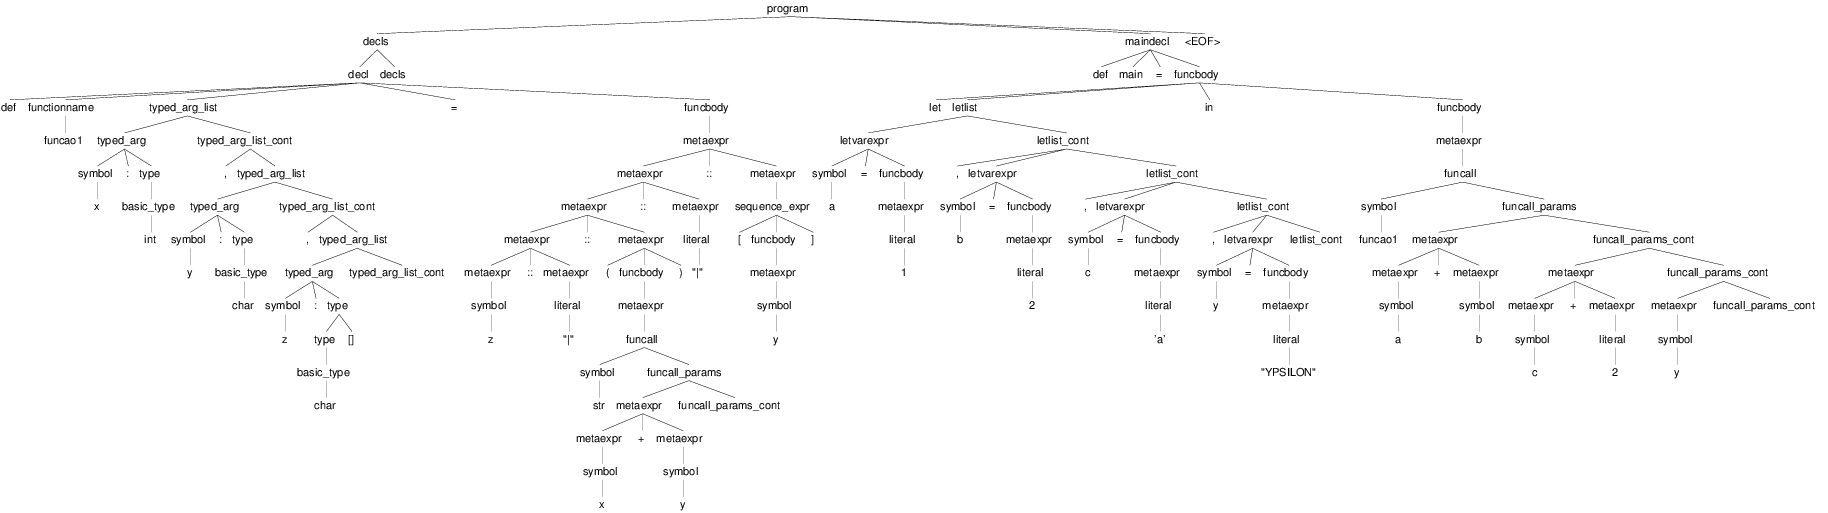 program
decls maindecl <EOF>
decl decls def main = funcbody
def functionname typed_arg_list = funcbody let letlist in funcbody
funcao1 typed_arg typed_arg_list_cont metaexpr letvarexpr letlist_cont metaexpr
symbol : type , typed_arg_list metaexpr :: metaexpr symbol = funcbody , letvarexpr letlist_cont funcall
x basic_type typed_arg typed_arg_list_cont metaexpr :: metaexpr sequence_expr a metaexpr symbol = funcbody , letvarexpr letlist_cont symbol funcall_params
int symbol : type , typed_arg_list metaexpr :: metaexpr literal [ funcbody ] literal b metaexpr symbol = funcbody , letvarexpr letlist_cont funcao1 metaexpr funcall_params_cont
y basic_type typed_arg typed_arg_list_cont metaexpr :: metaexpr ( funcbody ) "|" metaexpr 1 literal c metaexpr symbol = funcbody metaexpr + metaexpr metaexpr funcall_params_cont
char symbol : type symbol literal metaexpr symbol 2 literal y metaexpr symbol symbol metaexpr + metaexpr metaexpr funcall_params_cont
z type [] z "|" funcall y 'a' literal a b symbol literal symbol
basic_type symbol funcall_params "YPSILON" c 2 y
char str metaexpr funcall_params_cont
metaexpr + metaexpr
symbol symbol
x y